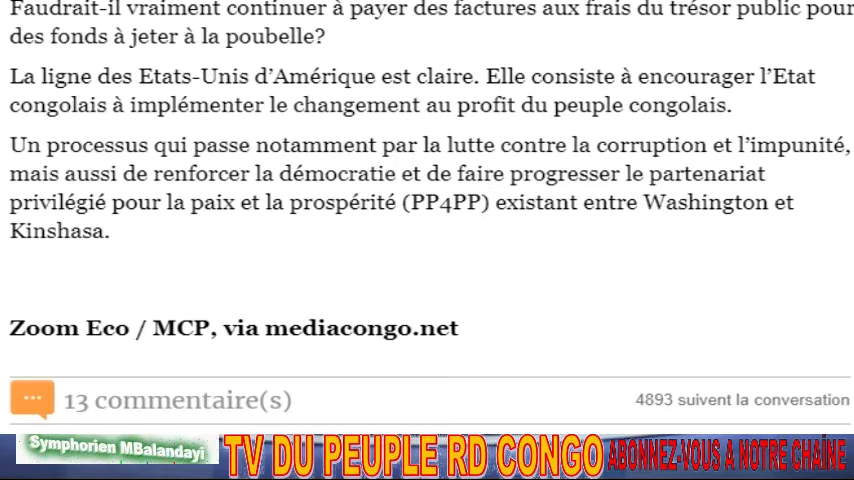 Faudrait-il vraiment continuer à payer des factures aux frais du trésor public pour
des fonds à jeter à la poubelle?
La ligne des Etats-Unis d’Amérique est claire. Elle consiste à encourager l’Etat
congolais à implémenter le changement au profit du peuple congolais.
Un processus qui passe notamment par la lutte contre la corruption et l’impunité,
mais aussi de renforcer la démocratie et de faire progresser le partenariat
privilégié pour la paix et la prospérité (PP4PP) existant entre Washington et
Kinshasa.
Zoom Eco / MCP, via mediacongo.net
13 commentaire(s)
4893 suivent la conversation
Symphorien MBalandayi
TV DU PEUPLE RD CONGO
ABONNEZ-VOUS A NOTRE CHAÎNE